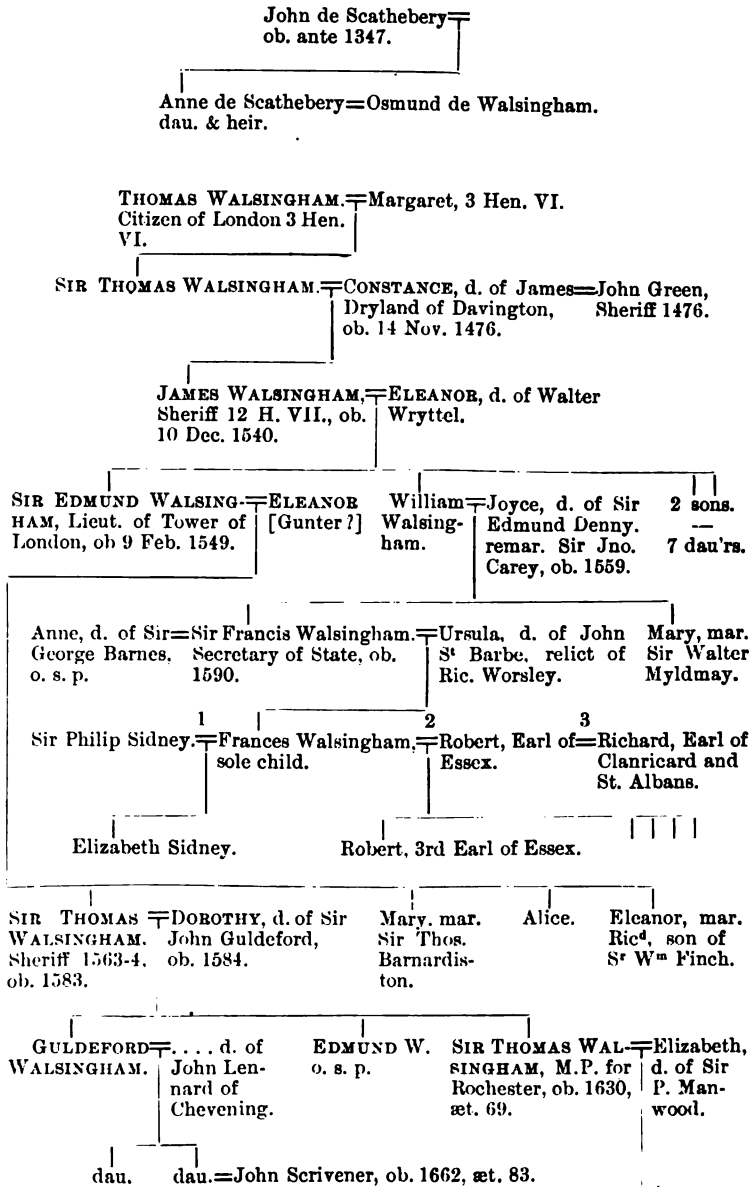 John de Scathebery╤
ob. ante 1347.
Anne de Scathebery=Osmund de Walsingham.
dau. & heir.
THOMAS WALSINGHAM.╤Margaret, 3 Hen. VI.
Citizen of London 3 Hen.
VI.
SIR THOMAS WALSINGHAM.╤CONSTANCE, d. of James=John Green,
Dryland of Davington, Sheriff 1476.
ob. 14 Nov. 1476.
JAMES WALSINGHAM,╤ELEANOR, d. of Walter
Sheriff 12 H. VII., ob. Wryttel.
10 Dec. 1540.
SIR EDMUND WALSING-╤ELEANOR William╤Joyce, d. of Sir 2 sons.
HAM, Lieut. of Tower of [Gunter?] Walsing- Edmund Denny. —
London, ob 9 Feb. 1549. ham. remar. Sir Jno. 7 dau'rs.
Carey, ob. 1559.
Anne, d. of Sir=Sir Francis Walsingham.╤Ursula, d. of John Mary, mar.
George Barnes, Secretary of State, ob. St Barbe, relict of Sir Walter
o. s. p. 1590. Ric. Worsley. Myldmay.
1 2 3
Sir Philip Sidney.╤Frances Walsingham,╤Robert, Earl of=Richard, Earl of
sole child. Essex. Clanricard and
St. Albans.
Elizabeth Sidney. Robert, 3rd Earl of Essex.
SIR THOMAS ╤DOROTHY, d. of Sir Mary, mar. Alice. Eleanor, mar.
WALSINGHAM. John Guldeford, Sir Thos. Ricd, son of
Sheriff 1563-4, ob. 1584. Barnardis- Sr Wm Finch.
ob. 1583. ton.
GULDEFORD╤.... d. of EDMUND W. SIR THOMAS WAL-╤Elizabeth,
WALSINGHAM. John Len- o. s. p. SINGHAM, M.P. for d. of Sir
nard of Rochester, ob. 1630, P. Man-
Chevening. æt. 69. wood.
dau. dau.=John Scrivener, ob. 1662, æt. 83.